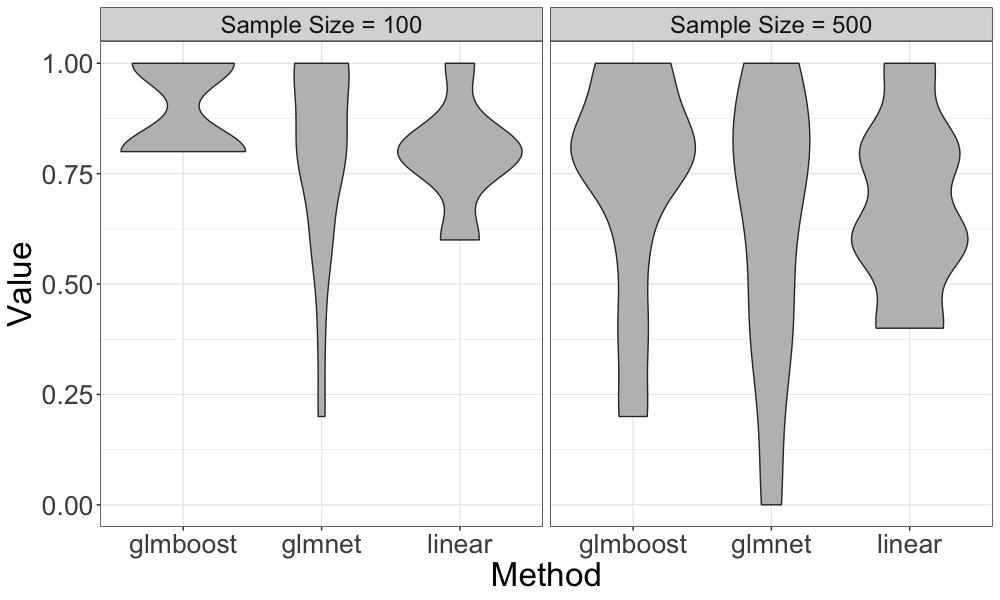 Sample Size = 100
Sample Size = 500
Value
1.00
0.75
0.50
0.25
0.00
glmboost glmnet linear
glmboost glmnet linear
Method